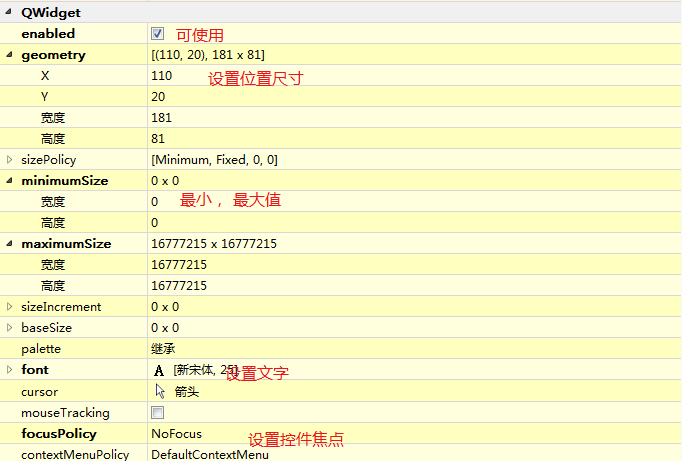 QWidget
enabled 可使用
geometry [(110, 20), 181 x 81]
X 110 设置位置尺寸
Y 20
宽度 181
高度 81
sizePolicy [Minimum, Fixed, 0, 0]
minimumSize 0 x 0
宽度 0 最小，最大值
高度 0
maximumSize 16777215 x 16777215
宽度 16777215
高度 16777215
sizeIncrement 0 x 0
baseSize 0 x 0
palette 继承
font A [新宋体, 25] 设置文字
cursor 箭头
mouseTracking
focusPolicy NoFocus 设置控件焦点
contextMenuPolicy DefaultContextMenu